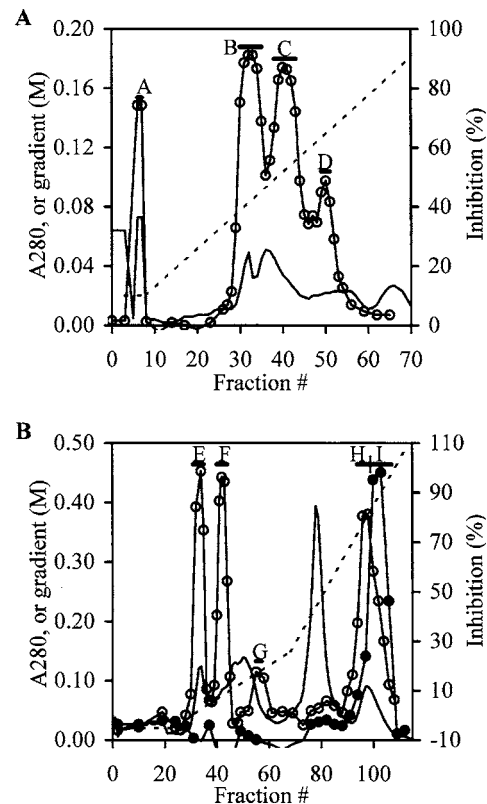 A
B C
A
D
0.20
0.16
0.12
0.08
0.04
0.00
A280, or gradient (M)
100
80
60
40
20
0
Inhibition (%)
0 10 20 30 40 50 60 70
Fraction #
B
E F H I
G
0.50
0.40
0.30
0.20
0.10
0.00
A280, or gradient (M)
110
90
70
50
30
10
-10
Inhibition (%)
0 20 40 60 80 100
Fraction #